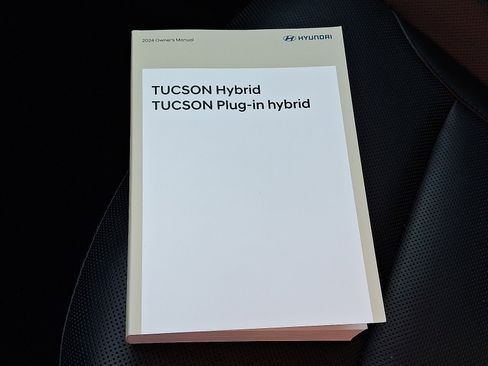 2024 Owner's Manual
HYUNDAI
TUCSON Hybrid
TUCSON Plug-in hybrid